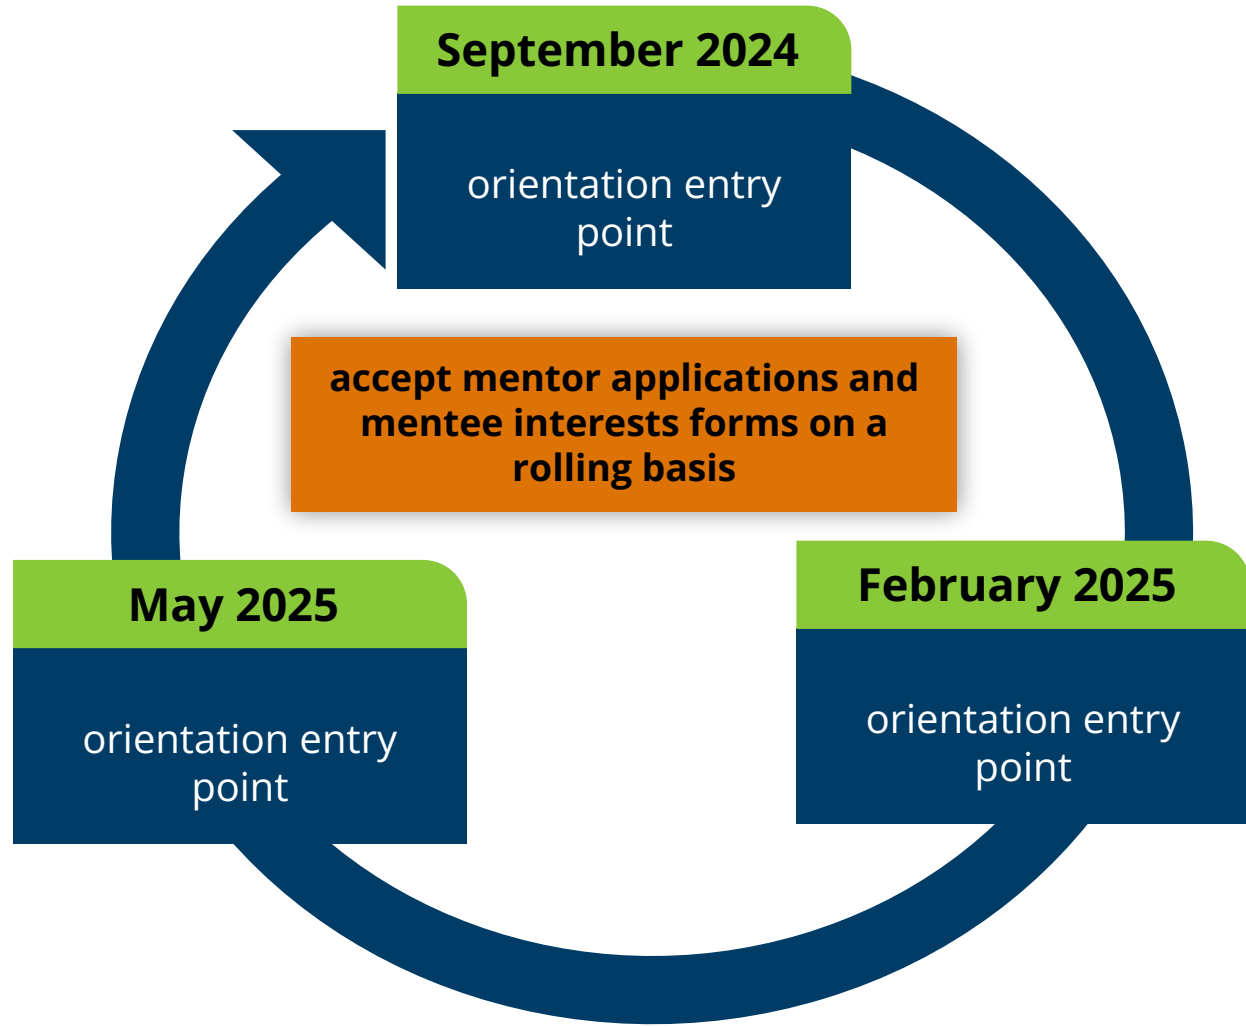 September 2024
orientation entry
point
accept mentor applications and
mentee interests forms on a
rolling basis
May 2025
orientation entry
point
February 2025
orientation entry
point